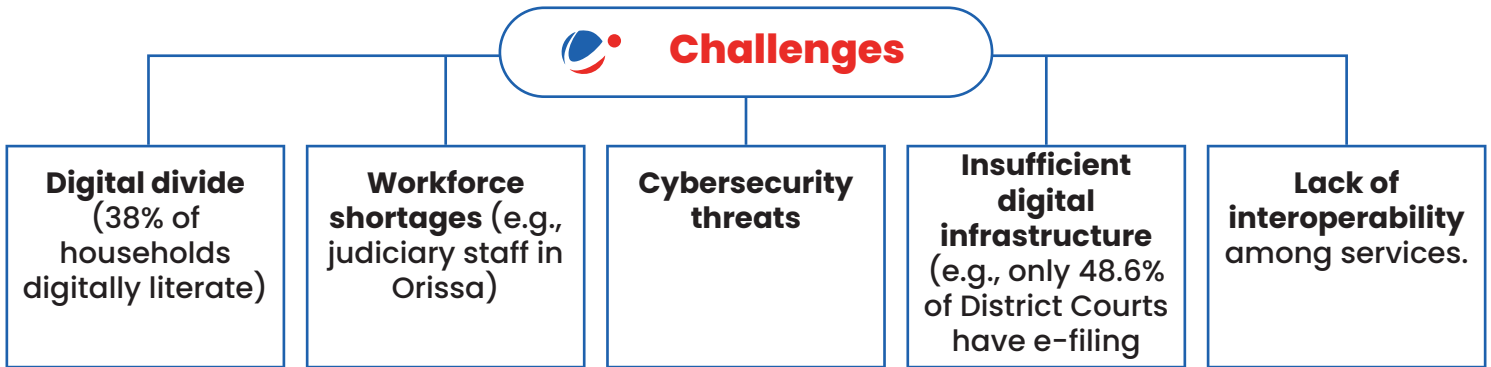 Challenges
Digital divide
(38% of
households
digitally literate)
Workforce
shortages (e.g.,
judiciary staff in
Orissa)
Cybersecurity
threats
Insufficient
digital
infrastructure
(e.g., only 48.6%
of District Courts
have e-filing
Lack of
interoperability
among services.